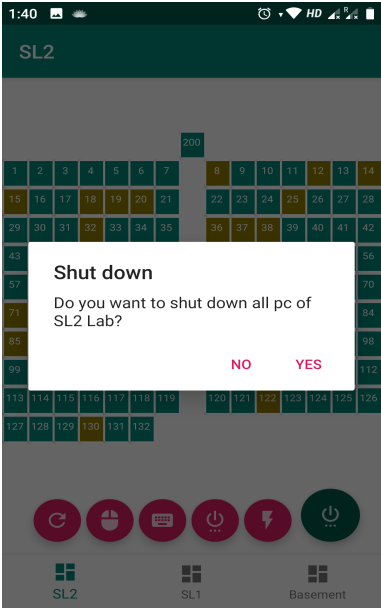 1:40 HD R
SL2
200
1 2 3 4 5 6 7 8 9 10 11 12 13 14
15 16 17 18 19 20 21 22 23 24 25 26 27 28
29 30 31 32 33 34 35 36 37 38 39 40 41 42
43 56
57 70
71 84
85 98
99 112
Shut down
Do you want to shut down all pc of
SL2 Lab?
NO YES
113 114 115 116 117 118 119 120 121 122 123 124 125 126
127 128 129 130 131 132
SL2 SL1 Basement